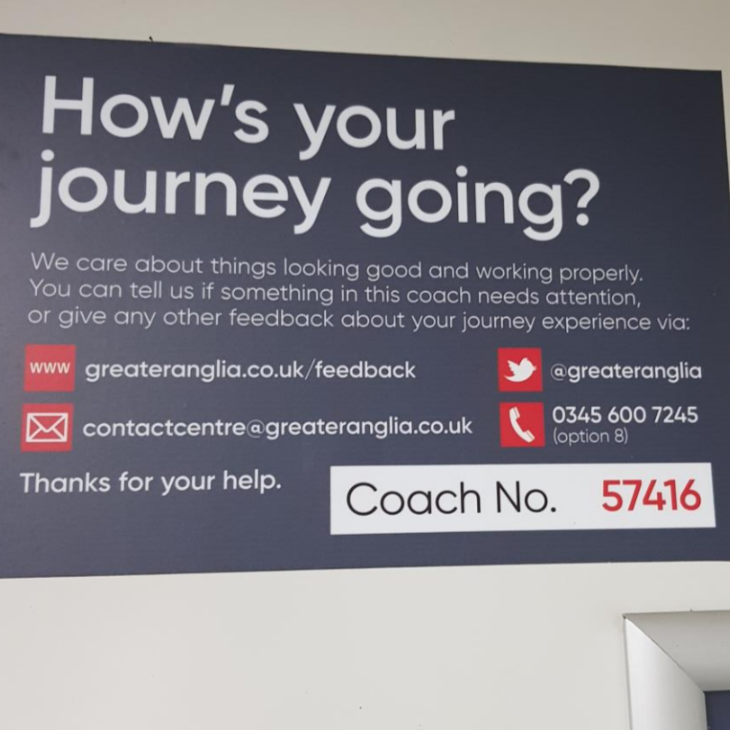 How's your
journey going?
We care about things looking good and working properly.
You can tell us if something in this coach needs attention,
or give any other feedback about your journey experience via:
www greateranglia.co.uk/feedback
@greateranglia
contactcentre@greateranglia.co.uk
0345 600 7245
(option 8)
Thanks for your help.
Coach No. 57416